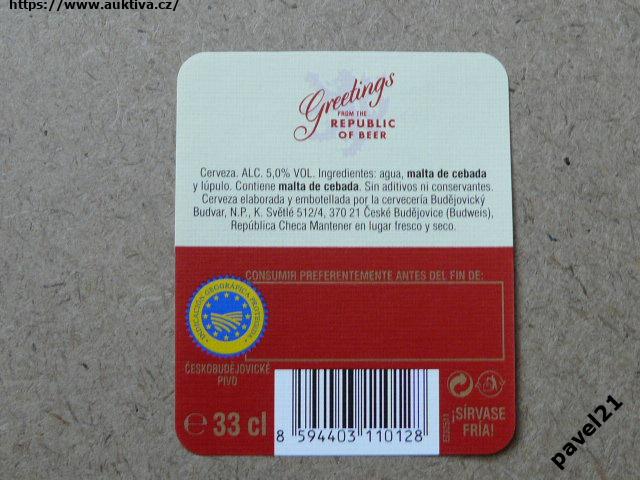 https://www.auktiva.cz/
Greetings
FROM THE
REPUBLIC
OF BEER
Cerveza. ALC. 5,0% VOL. Ingredientes: agua, malta de cebada
y lúpulo. Contiene malta de cebada. Sin aditivos ni conservantes.
Cerveza elaborada y embotellada por la cervecería Budějovický
Budvar, N.P., K. Světlé 512/4, 370 21 České Budějovice (Budweis),
República Checa Mantener en lugar fresco y seco.
CONSUMIR PREFERENTEMENTE ANTES DEL FIN DE:
INDICACIÓN GEOGRÁFICA PROTEGIDA
ČESKOBUDĚJOVICKÉ
PIVO
℮ 33 cl
8 594403 110128
¡SÍRVASE
FRÍA!
pavel21